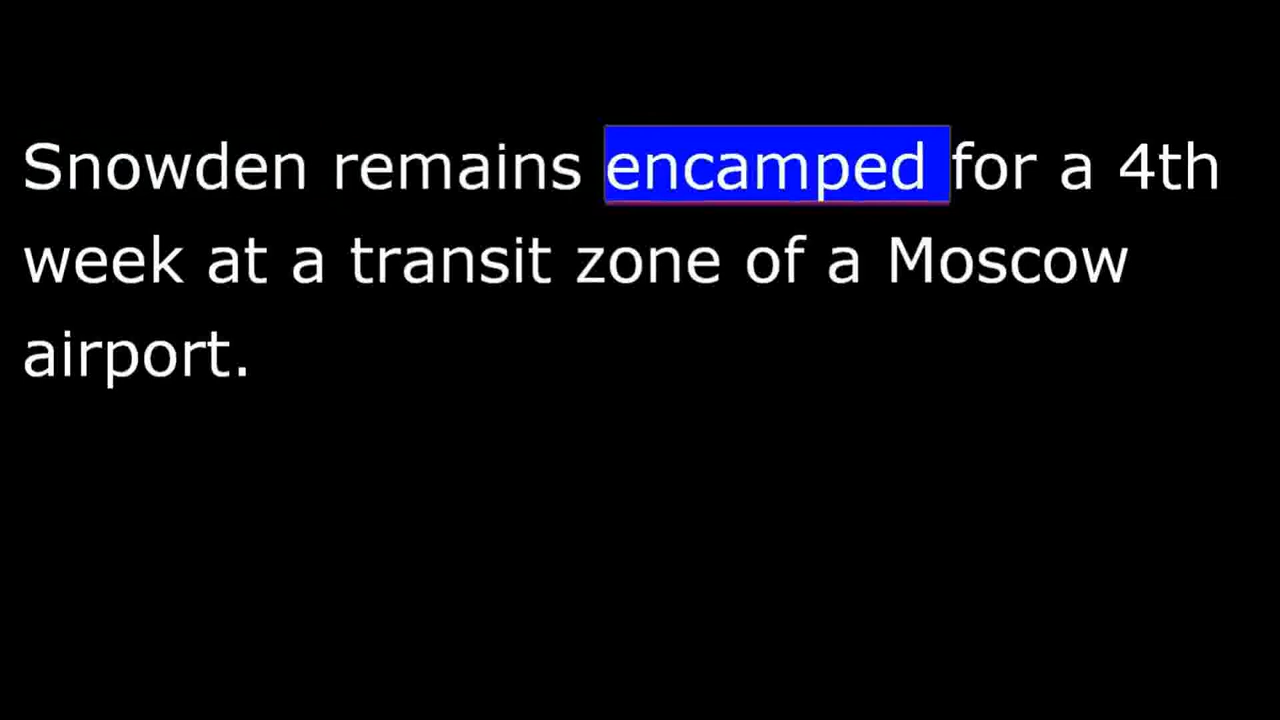 Snowden remains encamped for a 4th
week at a transit zone of a Moscow
airport.